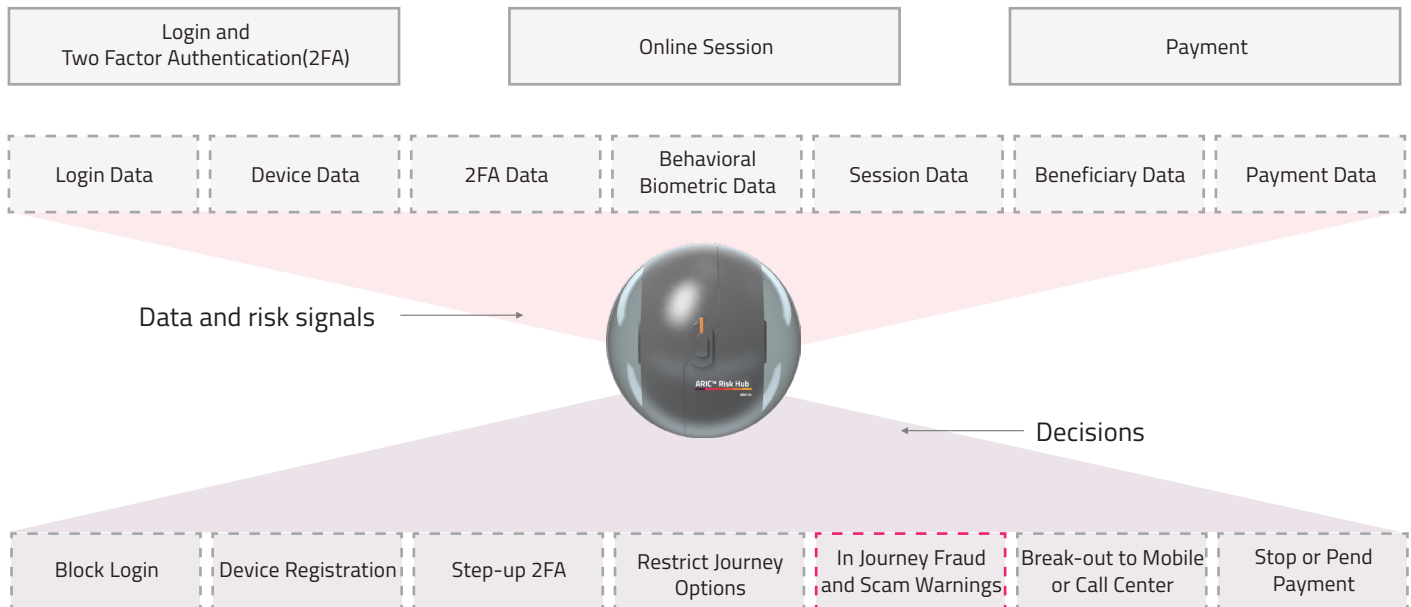 Login and
Two Factor Authentication(2FA)
Online Session
Payment
Login Data
Device Data
2FA Data
Behavioral
Biometric Data
Session Data
Beneficiary Data
Payment Data
Data and risk signals
ARIC™ Risk Hub
Decisions
Block Login
Device Registration
Step-up 2FA
Restrict Journey
Options
In Journey Fraud
and Scam Warnings
Break-out to Mobile
or Call Center
Stop or Pend
Payment